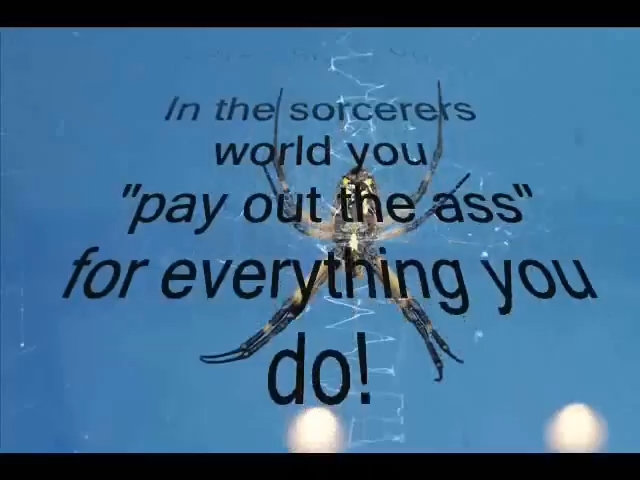 In the sorcerers
world you
"pay out the ass"
for everything you
do!